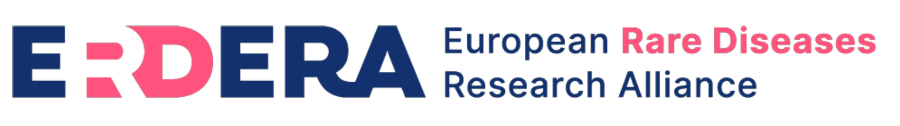 ERDERA
European Rare Diseases
Research Alliance